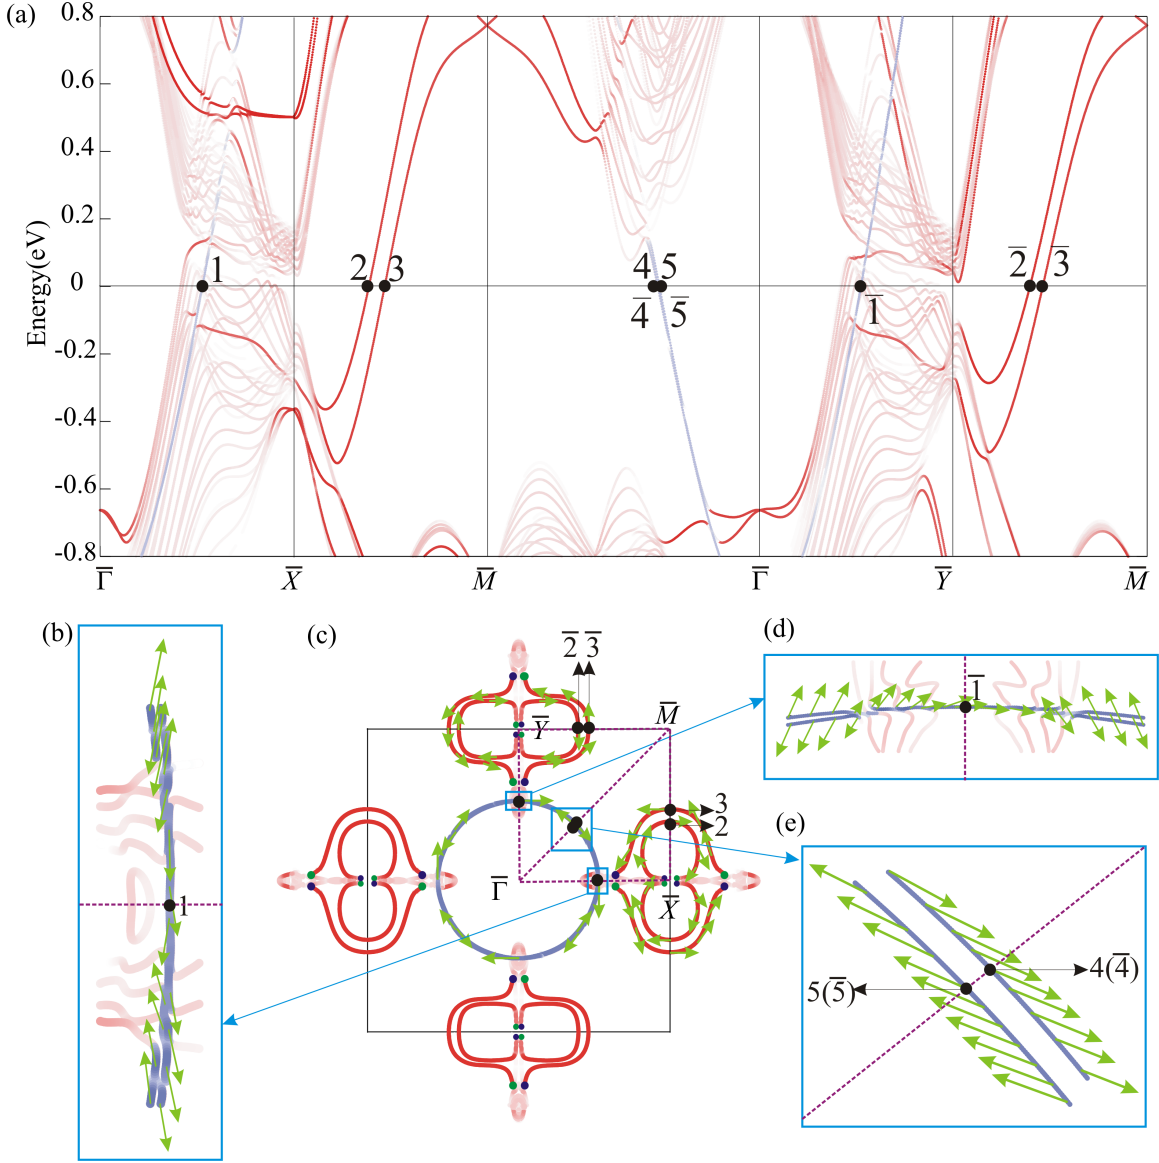 (a)
Energy(eV)
0.8
0.6
0.4
0.2
0
-0.2
-0.4
-0.6
-0.8
1
2
3
4 5
4̅ 5̅
1̅
2̅ 3̅
Γ̅ X̅ M̅ Γ̅ Y̅ M̅
(b)
1
(c)
2̅ 3̅
Y̅
M̅
3
2
Γ̅
X̅
(d)
1̅
(e)
4(4̅)
5(5̅)